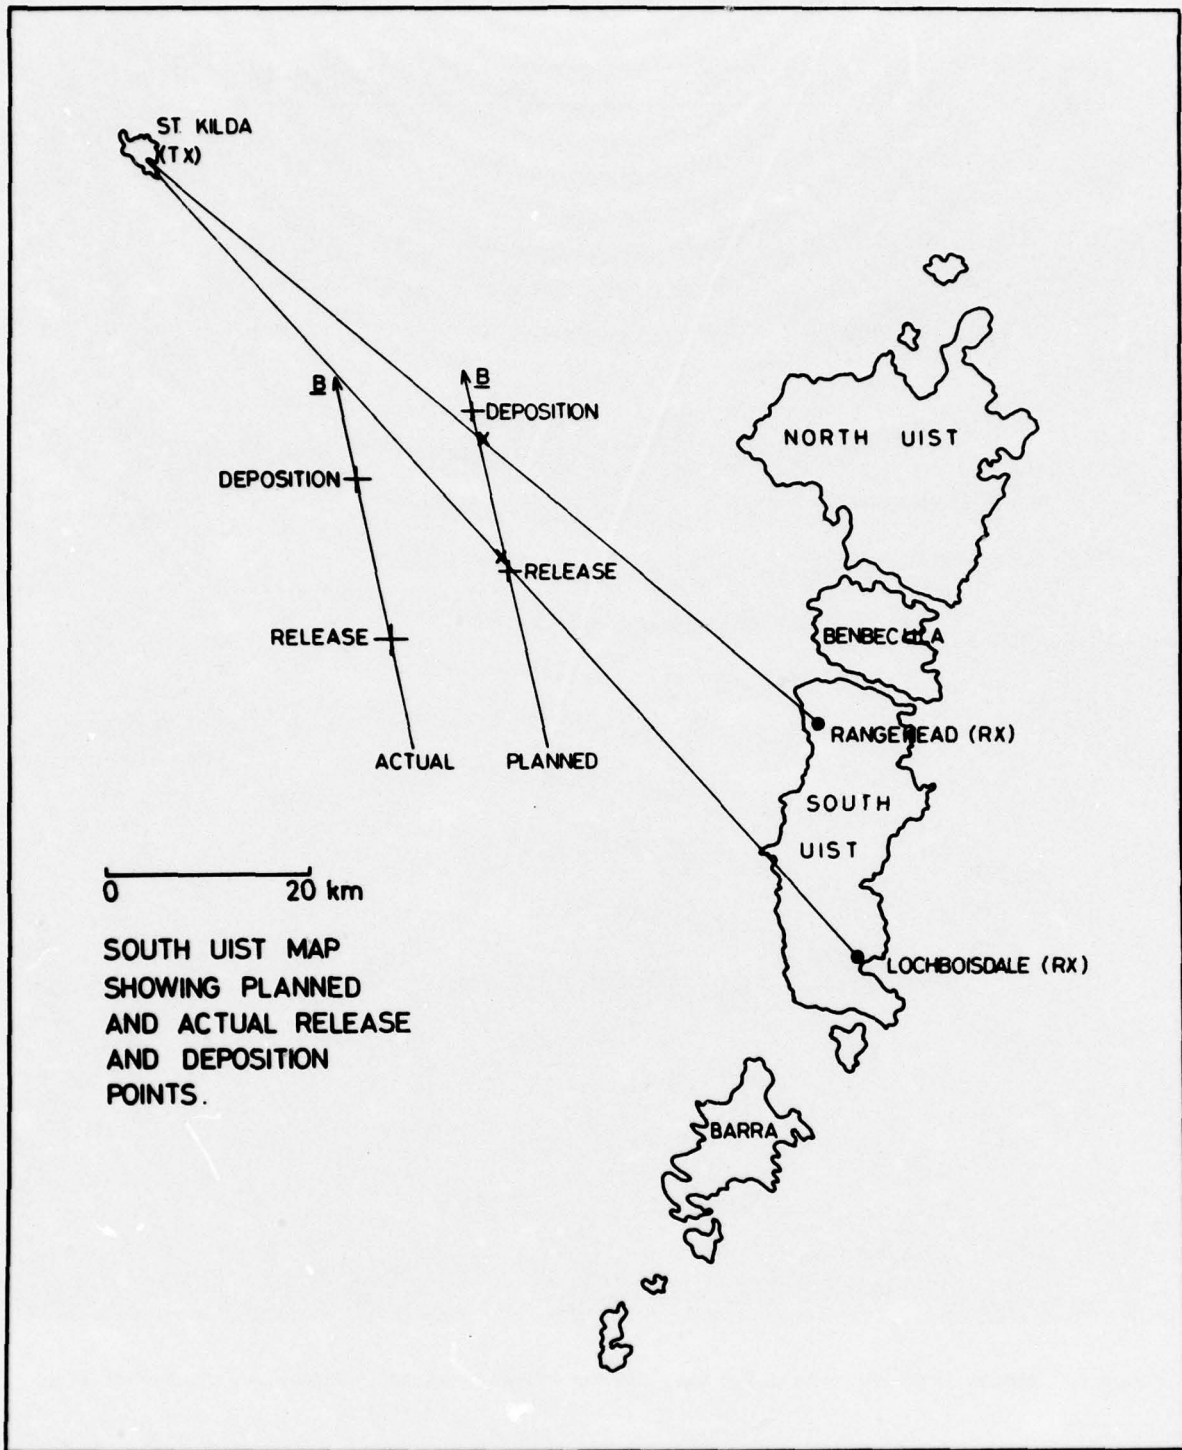 ST. KILDA
(TX)
B
B
DEPOSITION
NORTH UIST
DEPOSITION
RELEASE
RELEASE
BENBECULA
RANGEHEAD (RX)
ACTUAL
PLANNED
SOUTH
UIST
0 20 km
SOUTH UIST MAP
SHOWING PLANNED
AND ACTUAL RELEASE
AND DEPOSITION
POINTS.
LOCHBOISDALE (RX)
BARRA